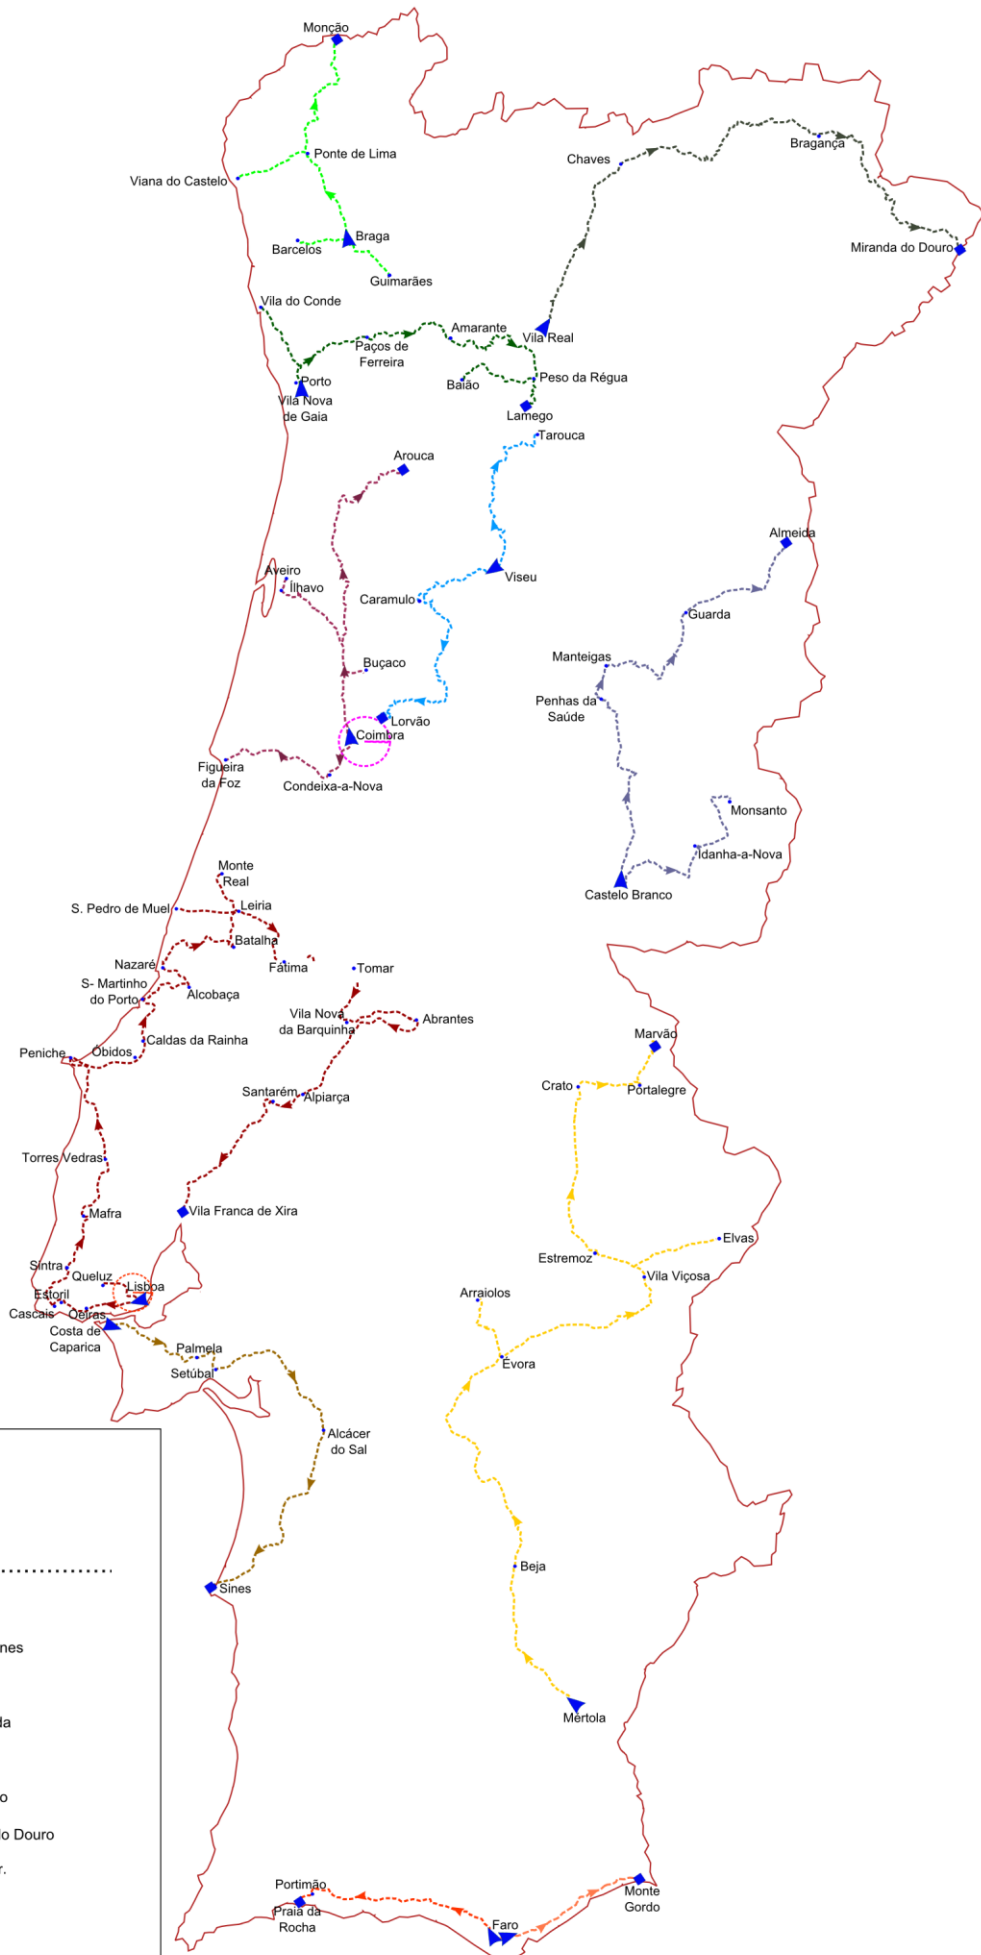 Monção
Ponte de Lima
Viana do Castelo
Chaves
Bragança
Barcelos
Braga
Miranda do Douro
Guimarães
Vila do Conde
Amarante
Vila Real
Paços de
Ferreira
Porto
Baião
Peso da Régua
Vila Nova
de Gaia
Lamego
Tarouca
Arouca
Almeida
Aveiro
Ílhavo
Viseu
Caramulo
Guarda
Manteigas
Buçaco
Penhas da
Saúde
Lorvão
Coimbra
Figueira
da Foz
Condeixa-a-Nova
Monsanto
Idanha-a-Nova
Castelo Branco
Monte
Real
S. Pedro de Muel
Leiria
Batalha
Nazaré
Fátima
Tomar
S- Martinho
do Porto
Alcobaça
Vila Nova
da Barquinha
Abrantes
Caldas da Rainha
Peniche
Óbidos
Marvão
Crato
Portalegre
Santarém
Alpiarça
Torres Vedras
Mafra
Vila Franca de Xira
Elvas
Estremoz
Sintra
Queluz
Vila Viçosa
Lisboa
Estoril
Cascais
Oeiras
Arraiolos
Costa de
Caparica
Palmela
Setúbal
Évora
Alcácer
do Sal
Beja
Sines
nes
Mértola
da
o
lo Douro
r.
Portimão
Praia da
Rocha
Faro
Monte
Gordo